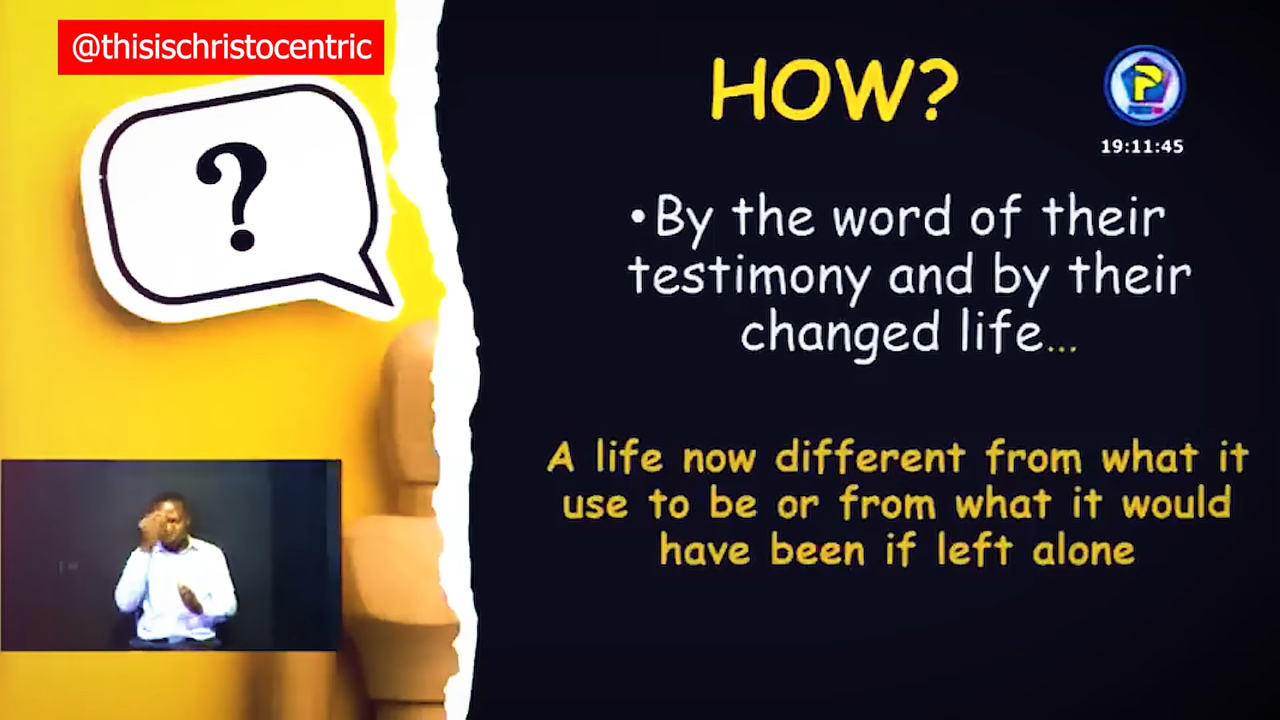 @thisischristocentric
?
HOW?
P
19:11:45
•By the word of their
testimony and by their
changed life...
A life now different from what it
use to be or from what it would
have been if left alone